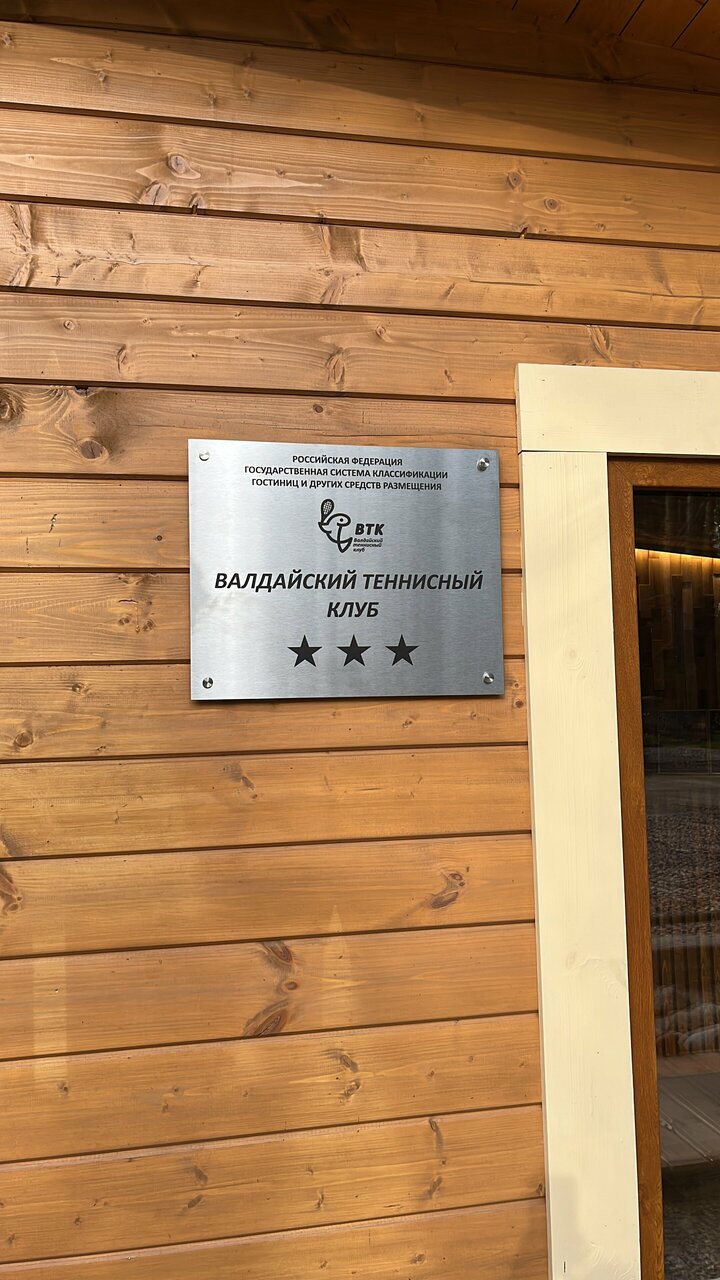 РОССИЙСКАЯ ФЕДЕРАЦИЯ
ГОСУДАРСТВЕННАЯ СИСТЕМА КЛАССИФИКАЦИИ
ГОСТИНИЦ И ДРУГИХ СРЕДСТВ РАЗМЕЩЕНИЯ
ВТК
Валдайский
теннисный
клуб
ВАЛДАЙСКИЙ ТЕННИСНЫЙ
КЛУБ